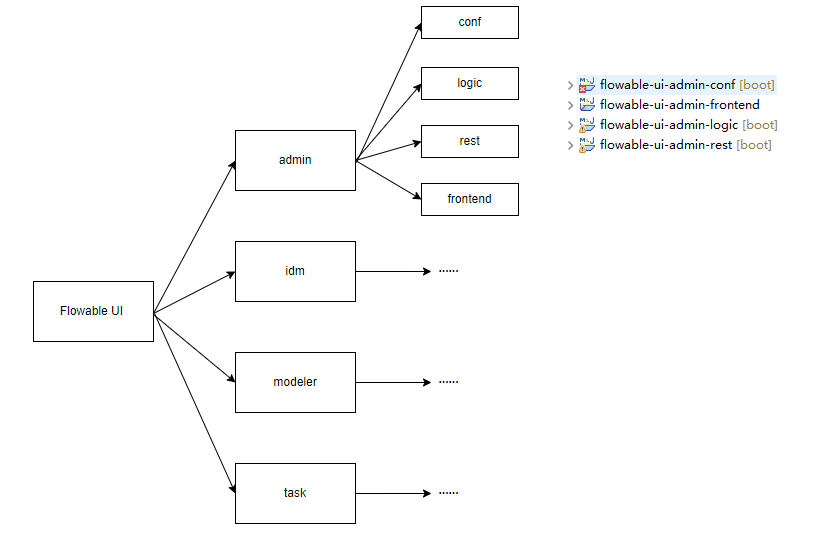 conf
logic
rest
frontend
admin
idm
······
Flowable UI
modeler
······
task
······
flowable-ui-admin-conf [boot]
flowable-ui-admin-frontend
flowable-ui-admin-logic [boot]
flowable-ui-admin-rest [boot]